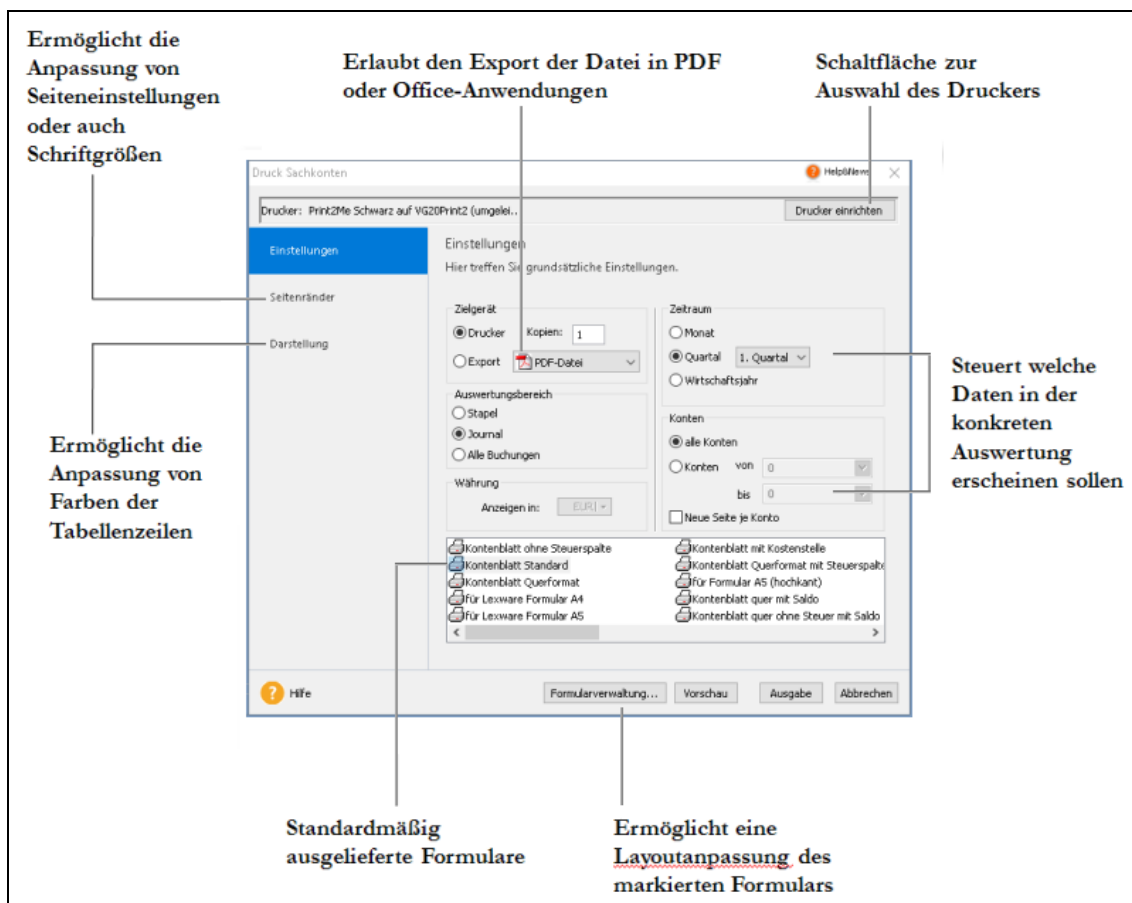 Ermöglicht die
Anpassung von
Seiteneinstellungen
oder auch
Schriftgrößen
Erlaubt den Export der Datei in PDF
oder Office-Anwendungen
Schaltfläche zur
Auswahl des Druckers
Druck Sachkonten
Help&News
Drucker: Print2Me Schwarz auf VG20Print2 (umgelei..
Drucker einrichten
Einstellungen
Seitenränder
Darstellung
Einstellungen
Hier treffen Sie grundsätzliche Einstellungen.
Zielgerät
Drucker Kopien: 1
Export PDF-Datei
Auswertungsbereich
Stapel
Journal
Alle Buchungen
Währung
Anzeigen in: EUR
Zeitraum
Monat
Quartal 1. Quartal
Wirtschaftsjahr
Konten
alle Konten
Konten von 0
bis 0
Neue Seite je Konto
Kontenblatt ohne Steuerspalte
Kontenblatt Standard
Kontenblatt Querformat
für Lexware Formular A4
für Lexware Formular A5
Kontenblatt mit Kostenstelle
Kontenblatt Querformat mit Steuerspalte
für Formular A5 (hochkant)
Kontenblatt quer mit Saldo
Kontenblatt quer ohne Steuer mit Saldo
? Hilfe
Formularverwaltung...
Vorschau
Ausgabe
Abbrechen
Ermöglicht die
Anpassung von
Farben der
Tabellenzeilen
Steuert welche
Daten in der
konkreten
Auswertung
erscheinen sollen
Standardmäßig
ausgelieferte Formulare
Ermöglicht eine
Layoutanpassung des
markierten Formulars